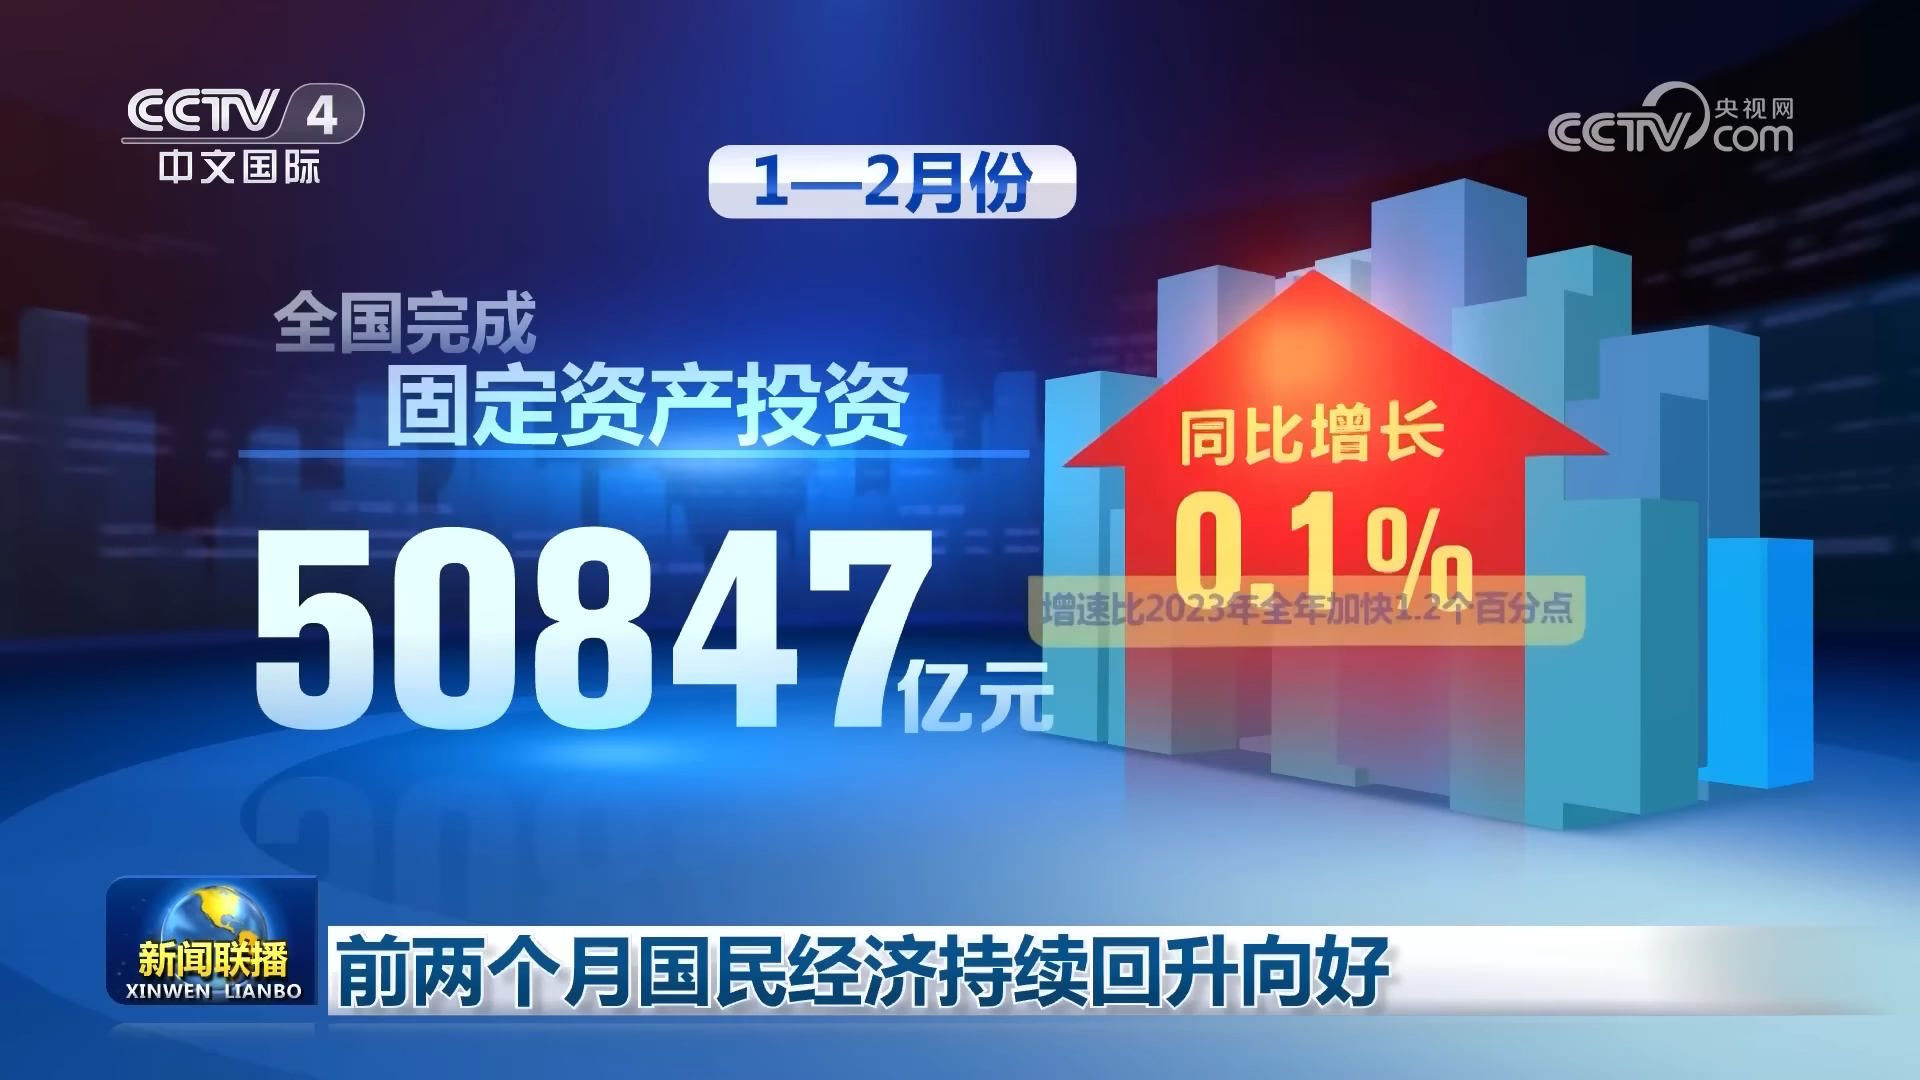 CCTV 4
中文国际
央视网
CCTV com
1—2月份
全国完成
固定资产投资
50847亿元
同比增长
0.1%
增速比2023年全年加快1.2个百分点
新闻联播
XINWEN LIANBO
前两个月国民经济持续回升向好